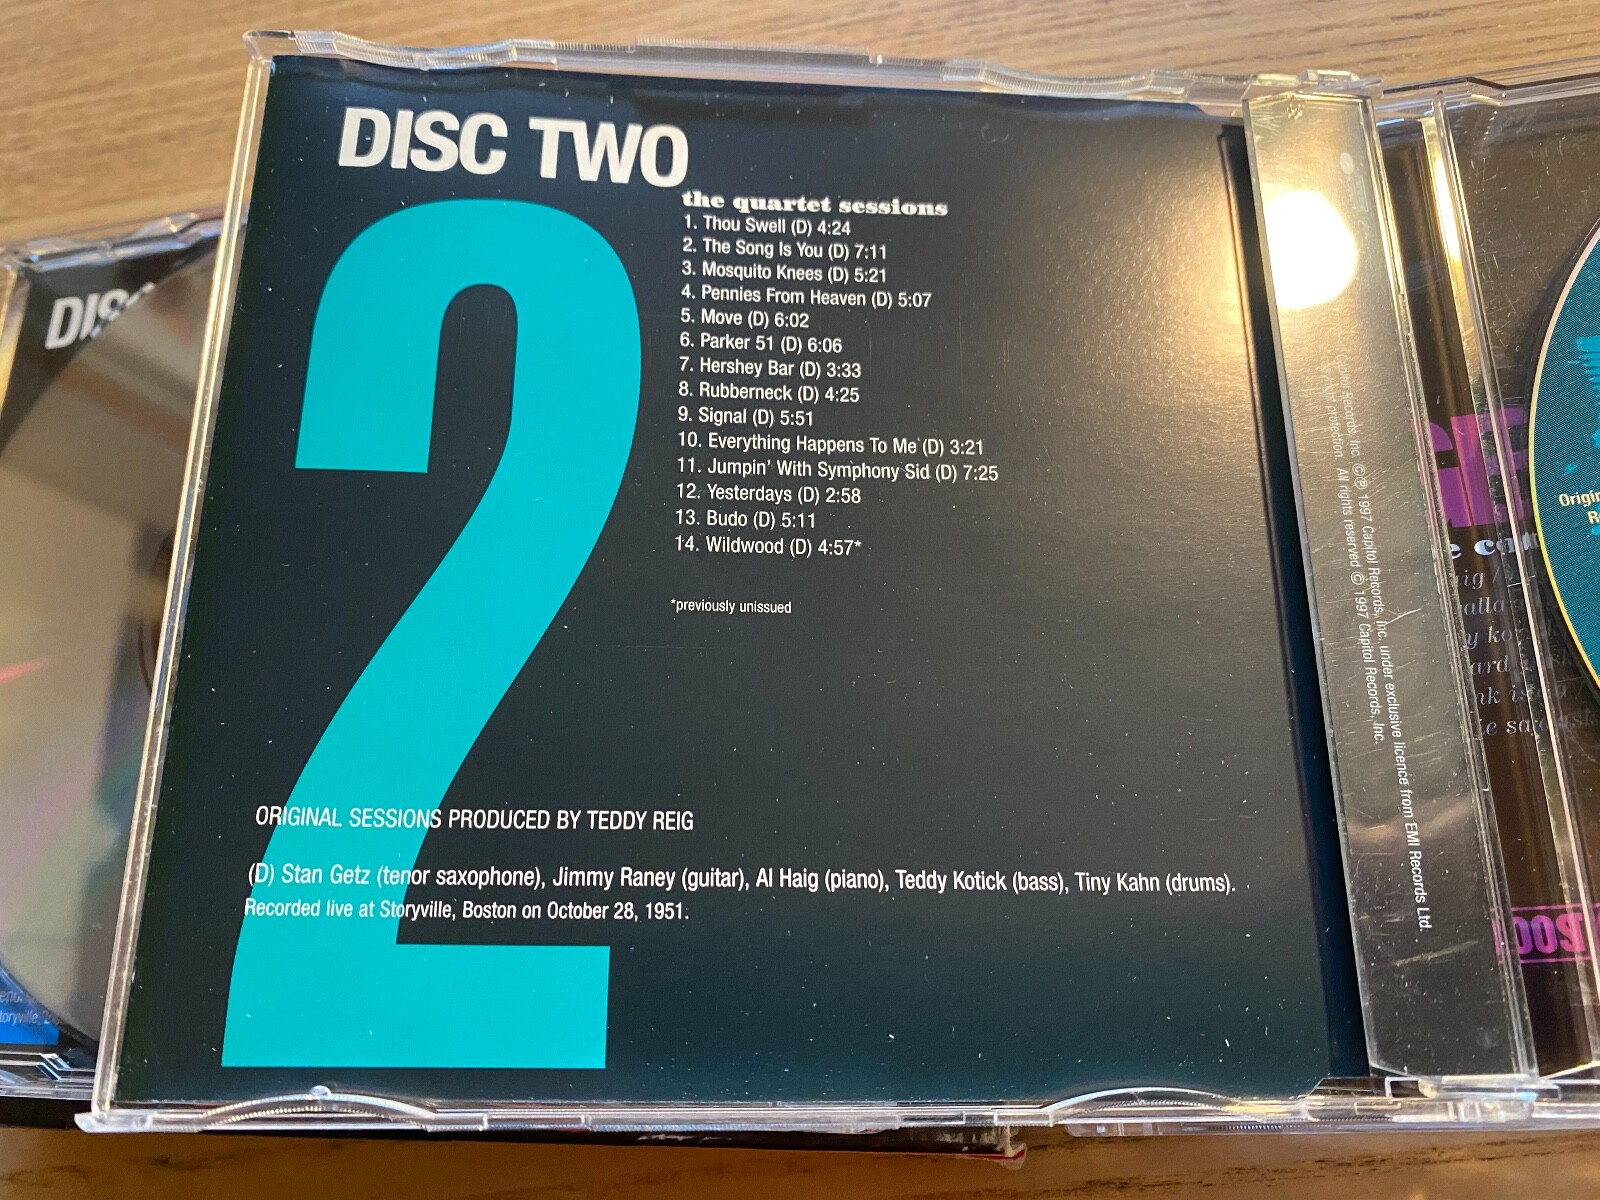 DISC TWO
the quartet sessions
1. Thou Swell (D) 4:24
2. The Song Is You (D) 7:11
3. Mosquito Knees (D) 5:21
4. Pennies From Heaven (D) 5:07
5. Move (D) 6:02
6. Parker 51 (D) 6:06
7. Hershey Bar (D) 3:33
8. Rubberneck (D) 4:25
9. Signal (D) 5:51
10. Everything Happens To Me (D) 3:21
11. Jumpin' With Symphony Sid (D) 7:25
12. Yesterdays (D) 2:58
13. Budo (D) 5:11
14. Wildwood (D) 4:57*
*previously unissued
2
ORIGINAL SESSIONS PRODUCED BY TEDDY REIG
(D) Stan Getz (tenor saxophone), Jimmy Raney (guitar), Al Haig (piano), Teddy Kotick (bass), Tiny Kahn (drums).
Recorded live at Storyville, Boston on October 28, 1951.
Records, Inc. ©℗ 1997 Capitol Records, Inc. under exclusive licence from EMI Records Ltd.
protection. All rights reserved © 1997 Capitol Records, Inc.